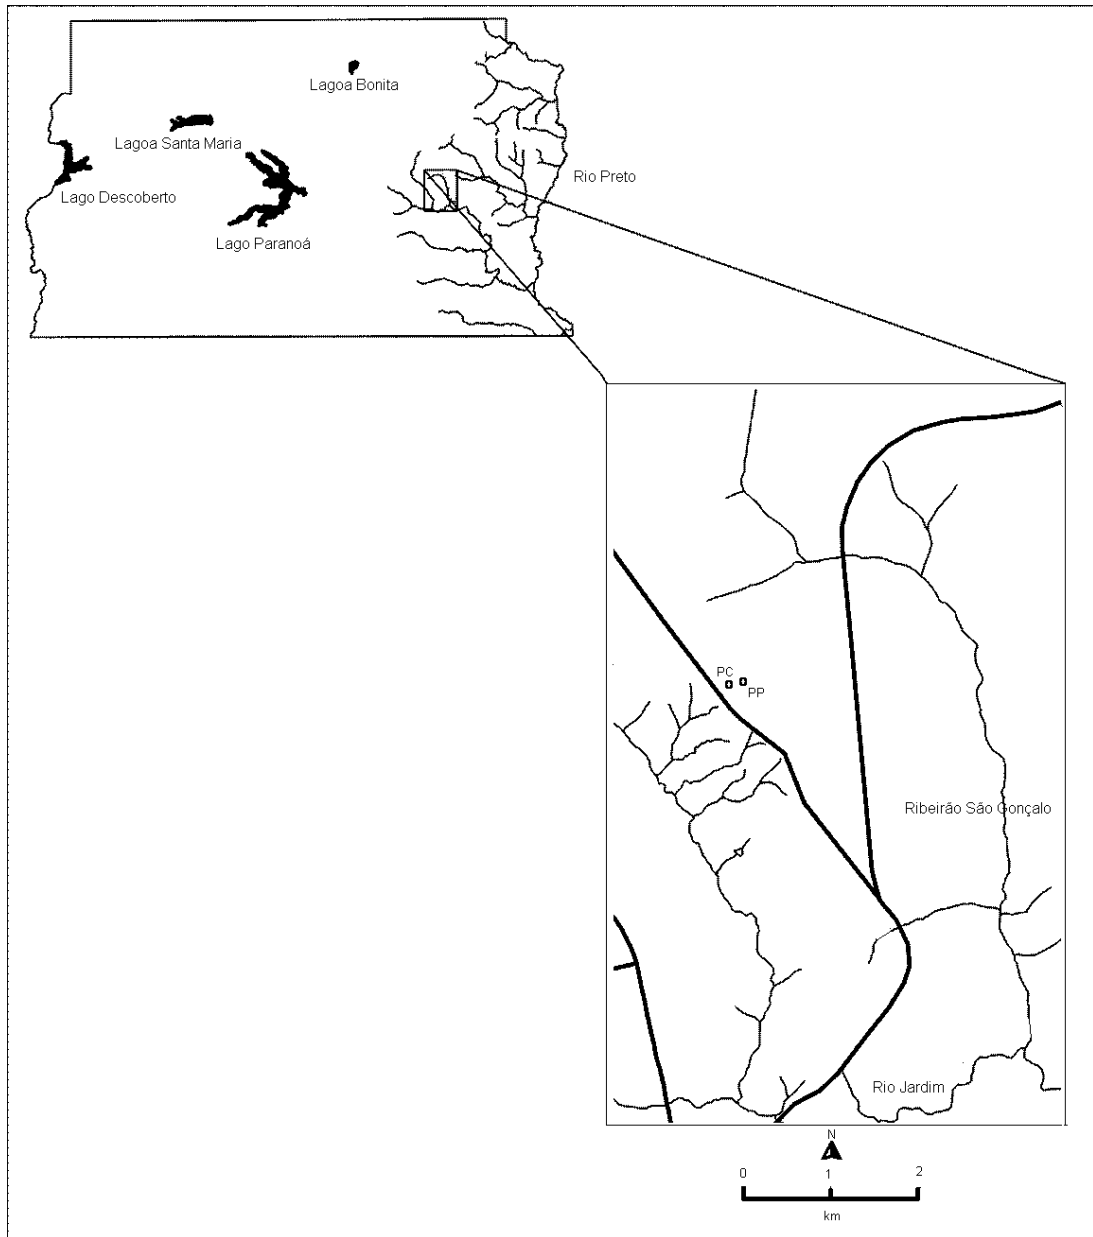 Lagoa Bonita
Lagoa Santa Maria
Rio Preto
Lago Descoberto
Lago Paranoá
PC
PP
Ribeirão São Gonçalo
Rio Jardim
N
0 1 2
km